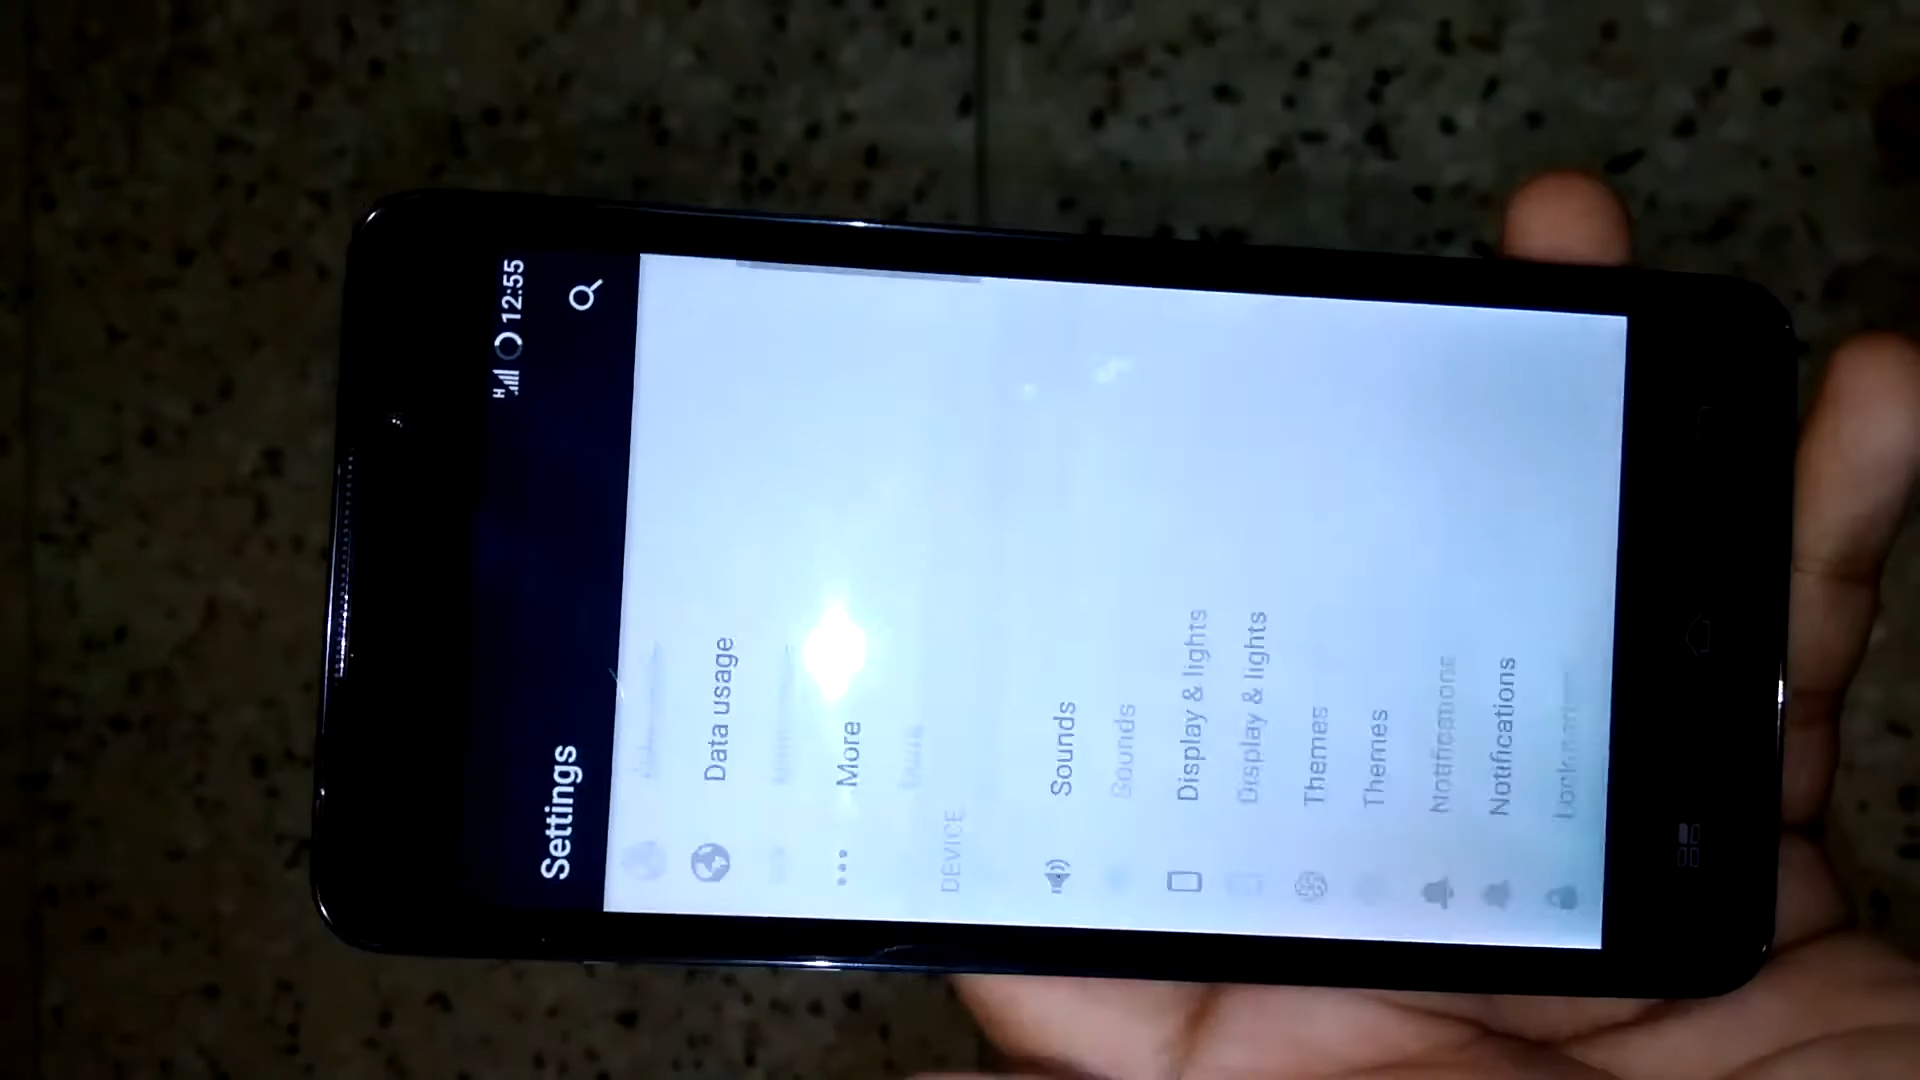 H 12:55
Settings
Data usage
More
DEVICE
Sounds
Sounds
Display & lights
Display & lights
Themes
Themes
Notifications
Notifications